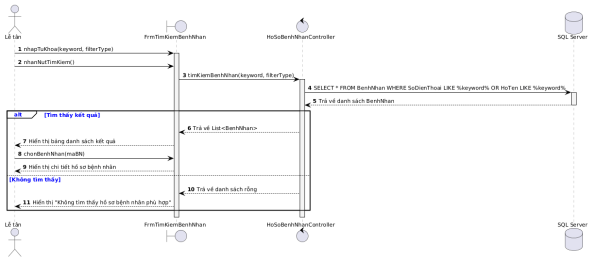 Lễ tân
FrmTimKiemBenhNhan
HoSoBenhNhanController
SQL Server
1 nhapTuKhoa(keyword, filterType)
2 nhanNutTimKiem()
3 timKiemBenhNhan(keyword, filterType)
4 SELECT * FROM BenhNhan WHERE SoDienThoai LIKE %keyword% OR HoTen LIKE %keyword%
5 Trả về danh sách BenhNhan
alt [Tìm thấy kết quả]
6 Trả về List<BenhNhan>
7 Hiển thị bảng danh sách kết quả
8 chonBenhNhan(maBN)
9 Hiển thị chi tiết hồ sơ bệnh nhân
[Không tìm thấy]
10 Trả về danh sách rỗng
11 Hiển thị "Không tìm thấy hồ sơ bệnh nhân phù hợp"
Lễ tân
FrmTimKiemBenhNhan
HoSoBenhNhanController
SQL Server